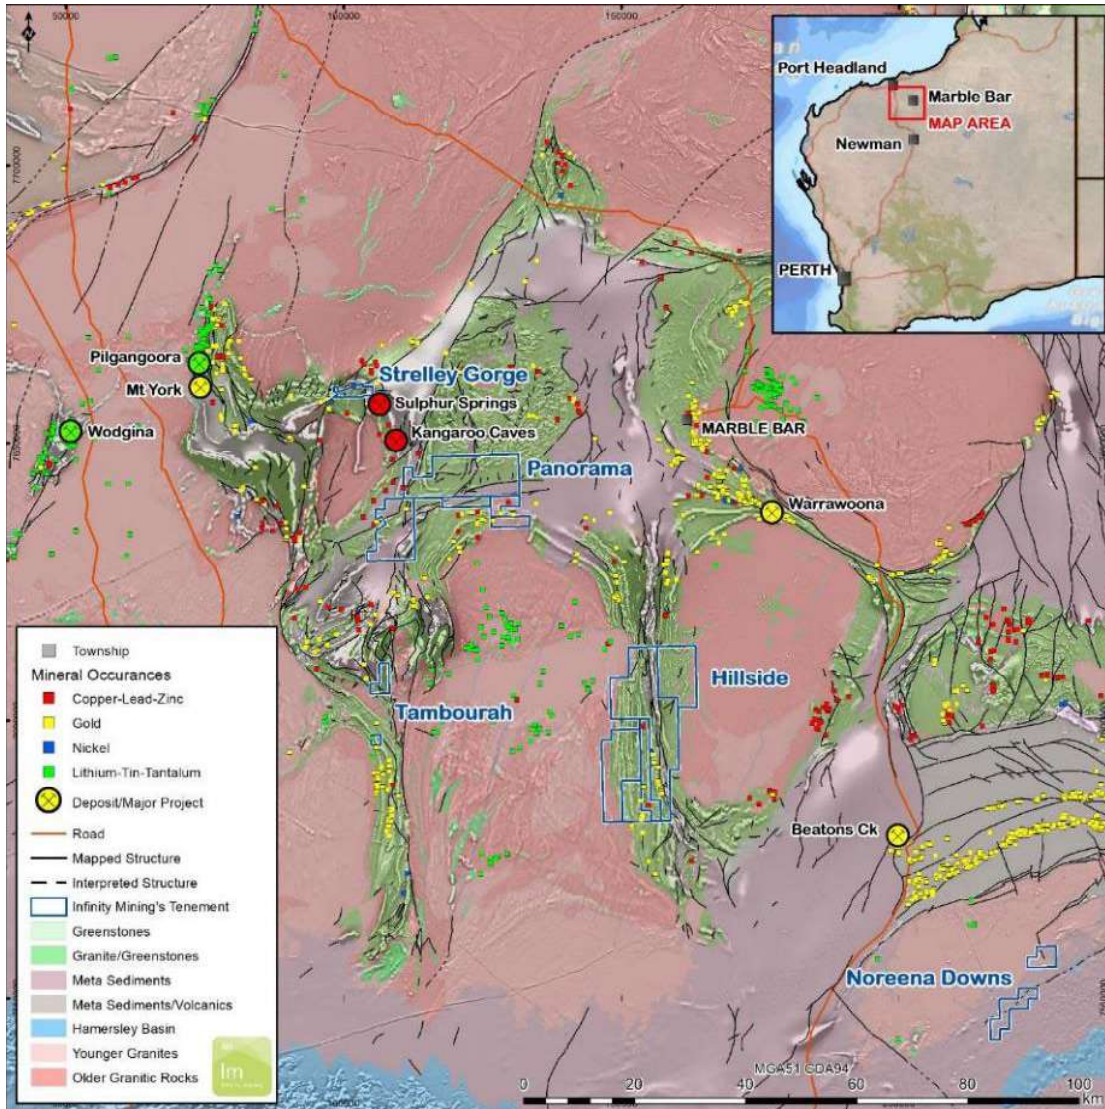 50000
100000
150000
N
7700000
Port Headland
Marble Bar
MAP AREA
Newman
PERTH
Pilgangoora
Mt York
Strelley Gorge
Sulphur Springs
Wodgina
Kangaroo Caves
MARBLE BAR
7650000
Panorama
Warrawoona
Hillside
Tambourah
Beatons Ck
Noreena Downs
Township
Mineral Occurances
Copper-Lead-Zinc
Gold
Nickel
Lithium-Tin-Tantalum
Deposit/Major Project
Road
Mapped Structure
Interpreted Structure
Infinity Mining's Tenement
Greenstones
Granite/Greenstones
Meta Sediments
Meta Sediments/Volcanics
Hamersley Basin
Younger Granites
Older Granitic Rocks
Im
MGA51 GDA94
0 20 40 60 80 100
km